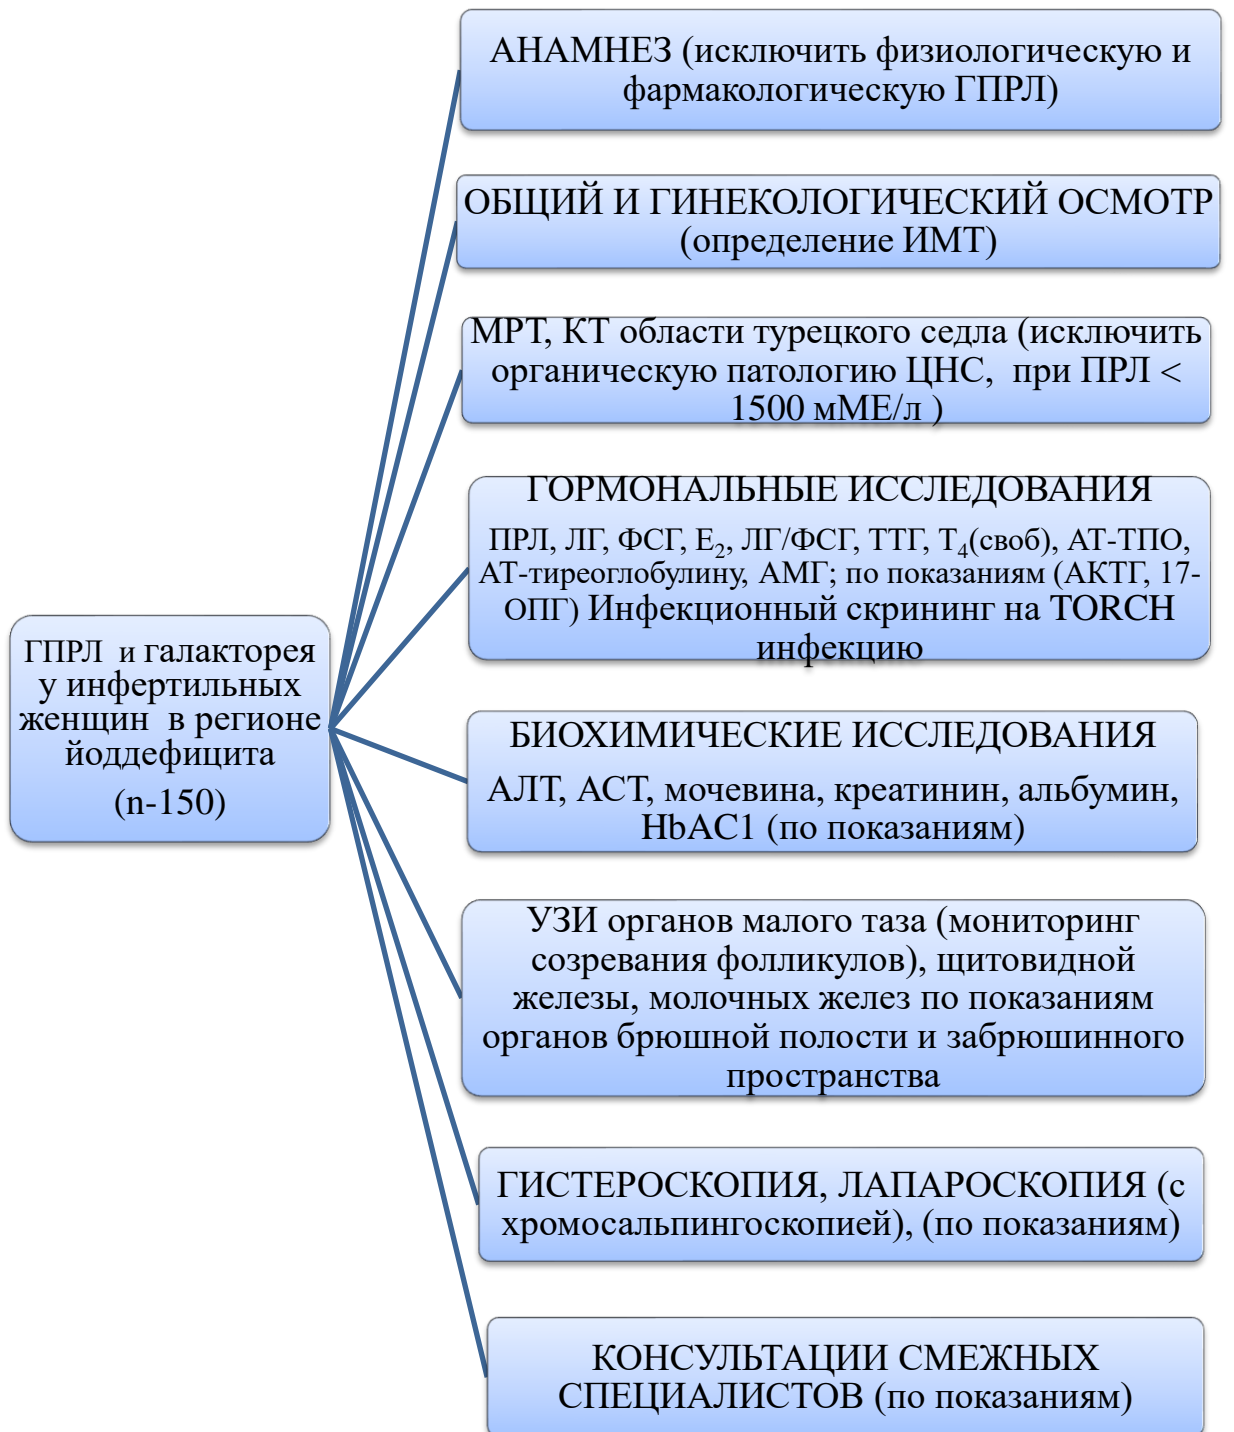 АНАМНЕЗ (исключить физиологическую и
фармакологическую ГПРЛ)
ОБЩИЙ И ГИНЕКОЛОГИЧЕСКИЙ ОСМОТР
(определение ИМТ)
МРТ, КТ области турецкого седла (исключить
органическую патологию ЦНС, при ПРЛ <
1500 мМЕ/л )
ГОРМОНАЛЬНЫЕ ИССЛЕДОВАНИЯ
ПРЛ, ЛГ, ФСГ, Е₂, ЛГ/ФСГ, ТТГ, Т₄(своб), АТ-ТПО,
АТ-тиреоглобулину, АМГ; по показаниям (АКТГ, 17-
ОПГ) Инфекционный скрининг на TORCH
инфекцию
ГПРЛ и галакторея
у инфертильных
женщин в регионе
йоддефицита
(n-150)
БИОХИМИЧЕСКИЕ ИССЛЕДОВАНИЯ
АЛТ, АСТ, мочевина, креатинин, альбумин,
HbAC1 (по показаниям)
УЗИ органов малого таза (мониторинг
созревания фолликулов), щитовидной
железы, молочных желез по показаниям
органов брюшной полости и забрюшинного
пространства
ГИСТЕРОСКОПИЯ, ЛАПАРОСКОПИЯ (с
хромосальпингоскопией), (по показаниям)
КОНСУЛЬТАЦИИ СМЕЖНЫХ
СПЕЦИАЛИСТОВ (по показаниям)